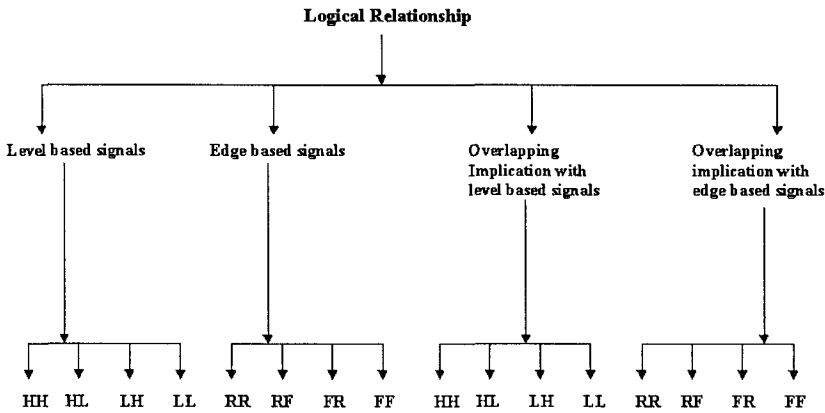 Logical Relationship
Level based signals
Edge based signals
Overlapping
Implication with
level based signals
Overlapping
implication with
edge based signals
HH HL LH LL
RR RF FR FF
HH HL LH LL
RR RF FR FF